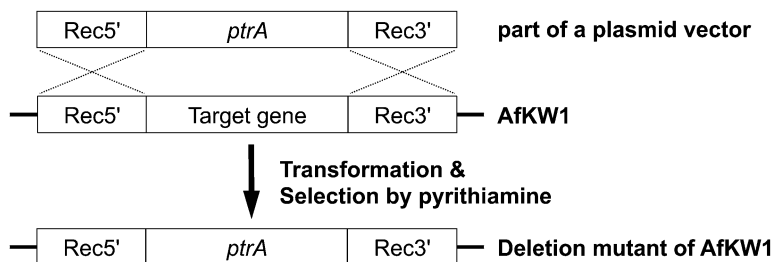 Rec5' ptrA Rec3' part of a plasmid vector
Rec5' Target gene Rec3' AfKW1
Transformation &
Selection by pyrithiamine
Rec5' ptrA Rec3' Deletion mutant of AfKW1